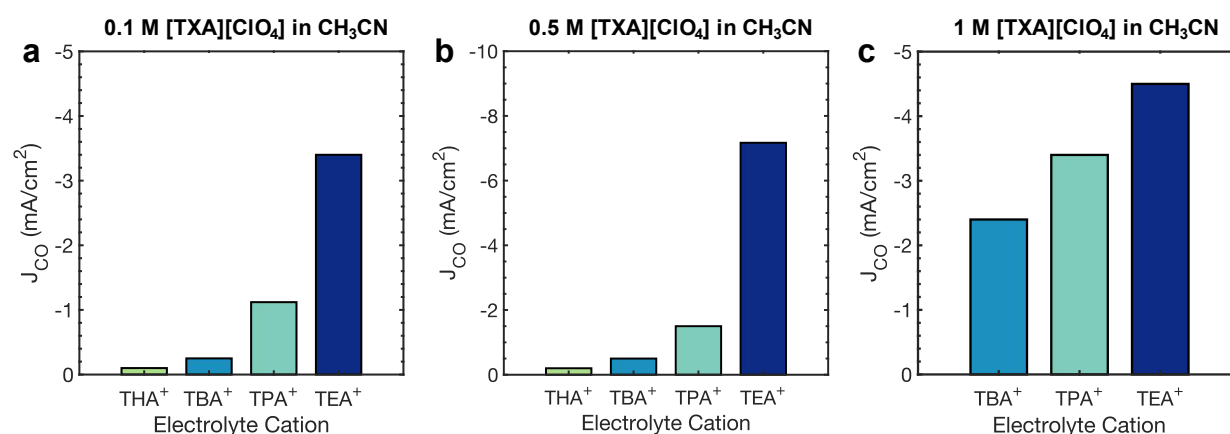 0.1 M [TXA][ClO₄] in CH₃CN
a
-5
-4
-3
-2
-1
0
J_CO (mA/cm²)
THA⁺ TBA⁺ TPA⁺ TEA⁺
Electrolyte Cation
0.5 M [TXA][ClO₄] in CH₃CN
b
-10
-8
-6
-4
-2
0
J_CO (mA/cm²)
THA⁺ TBA⁺ TPA⁺ TEA⁺
Electrolyte Cation
1 M [TXA][ClO₄] in CH₃CN
c
-5
-4
-3
-2
-1
0
J_CO (mA/cm²)
TBA⁺ TPA⁺ TEA⁺
Electrolyte Cation